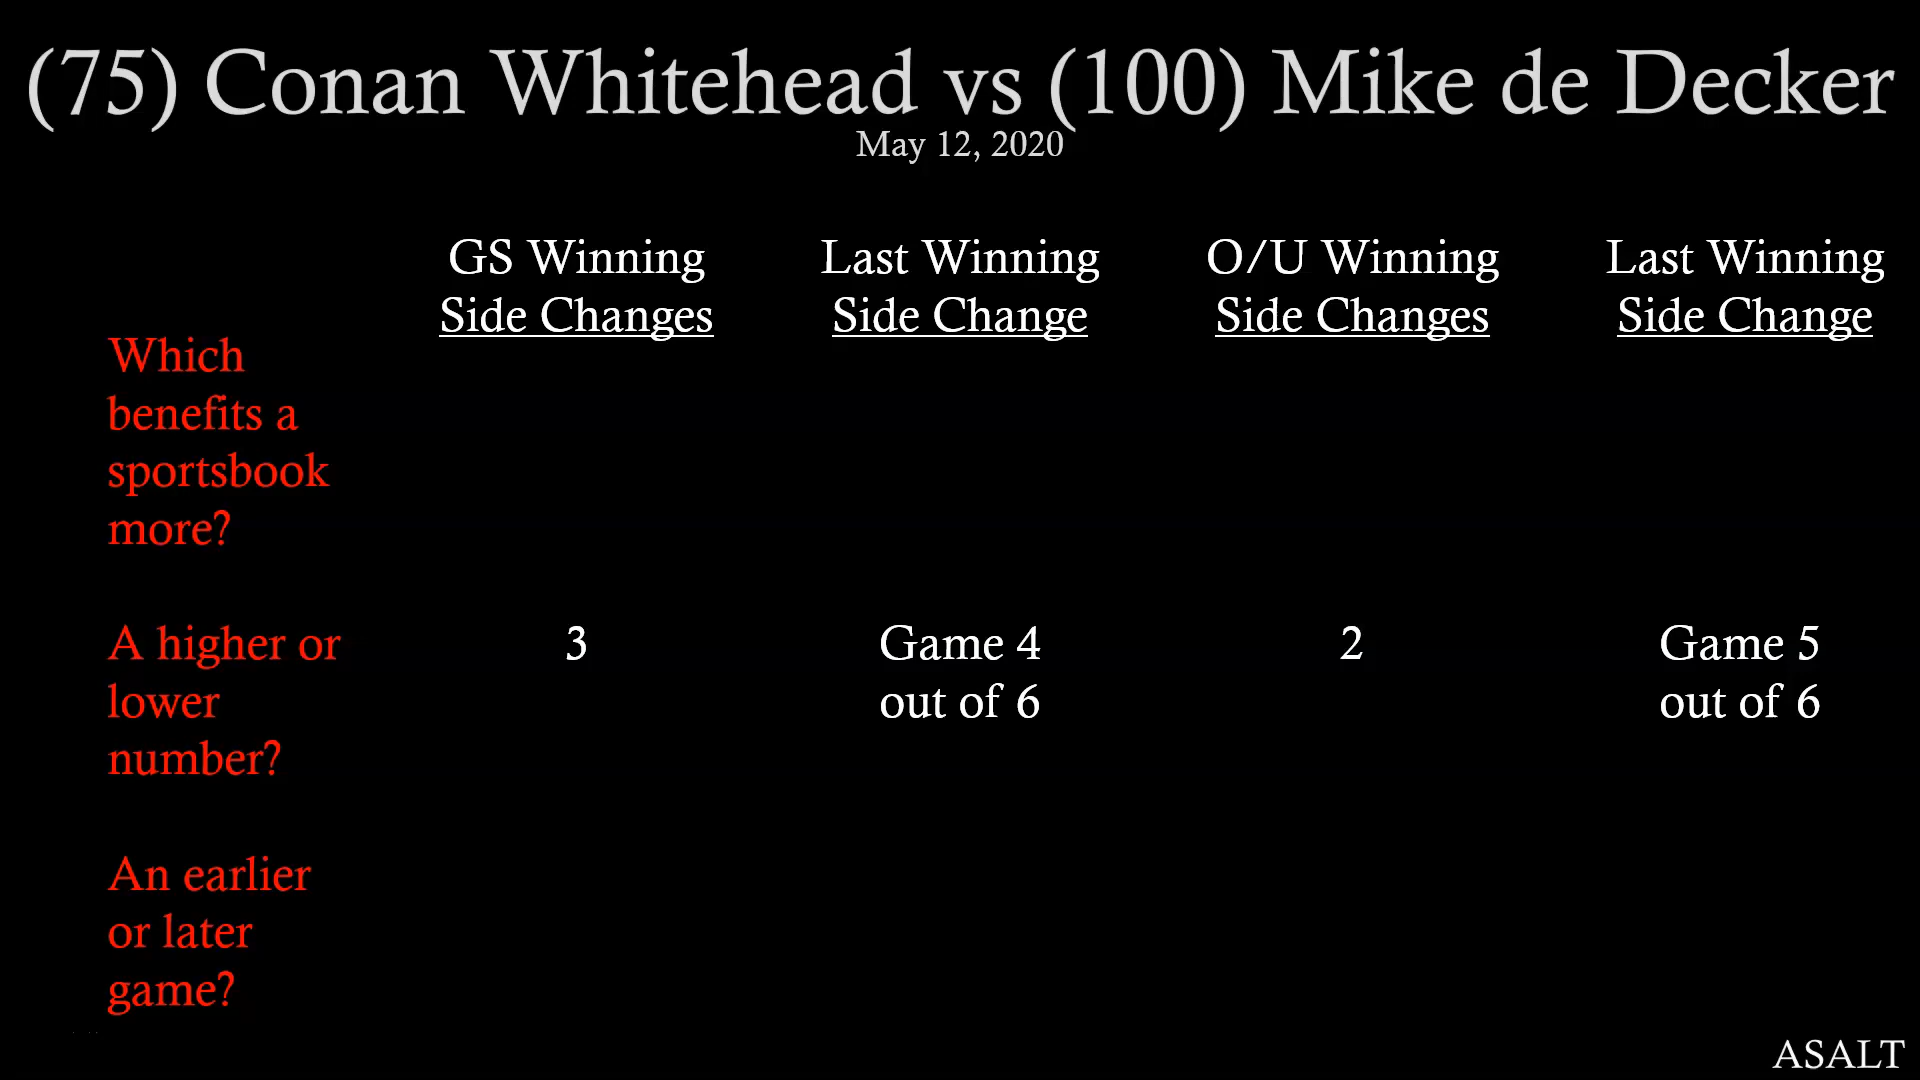 (75) Conan Whitehead vs (100) Mike de Decker
May 12, 2020
GS Winning
Side Changes
Last Winning
Side Change
O/U Winning
Side Changes
Last Winning
Side Change
Which
benefits a
sportsbook
more?
A higher or
lower
number?
3
Game 4
out of 6
2
Game 5
out of 6
An earlier
or later
game?
ASALT